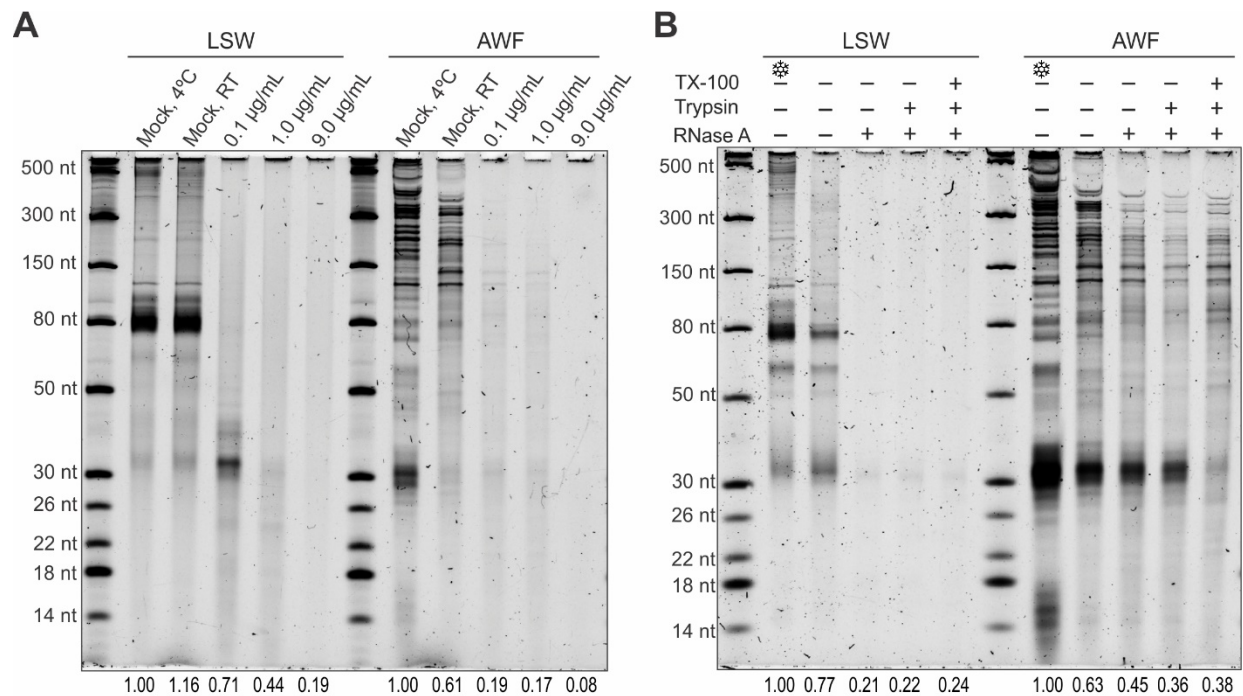 A
LSW
AWF
Mock, 4ºC
Mock, RT
0.1 µg/mL
1.0 µg/mL
9.0 µg/mL
Mock, 4ºC
Mock, RT
0.1 µg/mL
1.0 µg/mL
9.0 µg/mL
500 nt
300 nt
150 nt
80 nt
50 nt
30 nt
26 nt
22 nt
18 nt
14 nt
1.00 1.16 0.71 0.44 0.19 1.00 0.61 0.19 0.17 0.08
B
LSW
AWF
TX-100 – – – – + – – – – +
Trypsin – – – + + – – – + +
RNase A – – + + + – – + + +
500 nt
300 nt
150 nt
80 nt
50 nt
30 nt
26 nt
22 nt
18 nt
14 nt
1.00 0.77 0.21 0.22 0.24 1.00 0.63 0.45 0.36 0.38